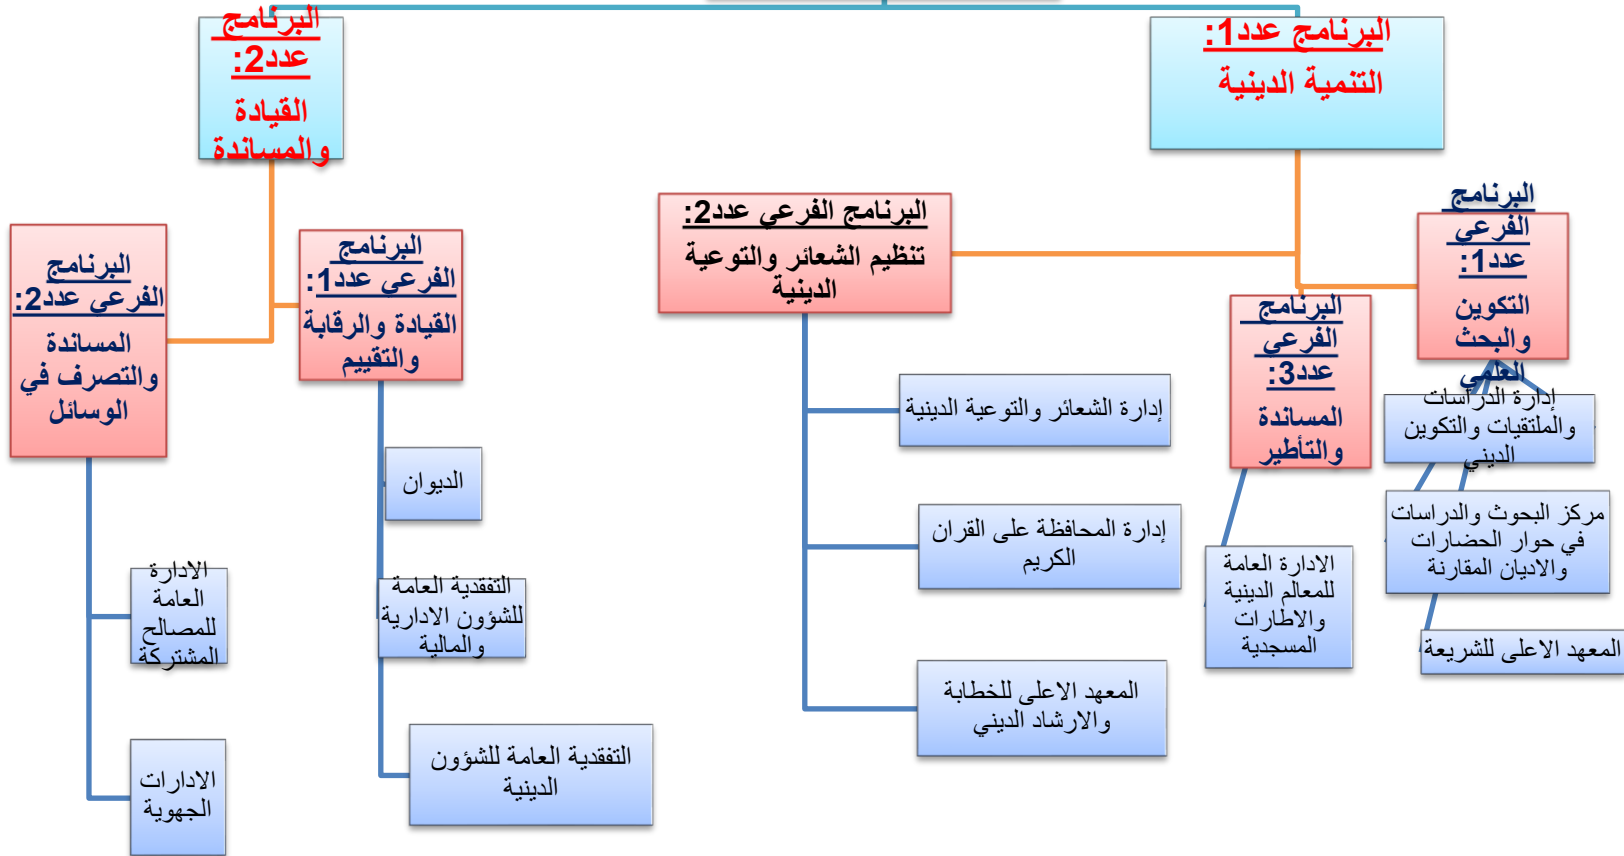 البرنامج عدد1:
التنمية الدينية
البرنامج
عدد2:
القيادة
والمساندة
البرنامج
الفرعي
عدد1:
التكوين
والبحث
العلمي
البرنامج الفرعي عدد2:
تنظيم الشعائر والتوعية
الدينية
البرنامج
الفرعي
عدد3:
المساندة
والتأطير
البرنامج
الفرعي عدد1:
القيادة والرقابة
والتقييم
البرنامج
الفرعي عدد2:
المساندة
والتصرف في
الوسائل
إدارة الدراسات
والملتقيات والتكوين
الديني
مركز البحوث والدراسات
في حوار الحضارات
والاديان المقارنة
المعهد الاعلى للشريعة
الادارة العامة
للمعالم الدينية
والاطارات
المسجدية
إدارة الشعائر والتوعية الدينية
إدارة المحافظة على القران
الكريم
المعهد الاعلى للخطابة
والارشاد الديني
الديوان
التفقدية العامة
للشؤون الادارية
والمالية
التفقدية العامة للشؤون
الدينية
الادارة
العامة
للمصالح
المشتركة
الادارات
الجهوية